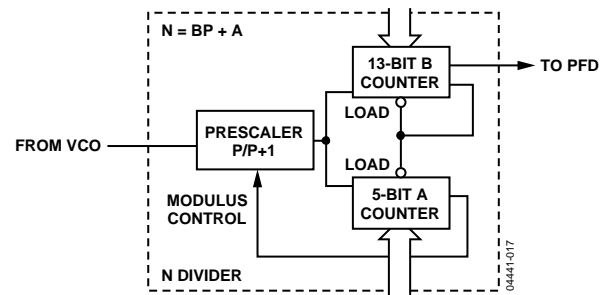 N = BP + A
13-BIT B
COUNTER
TO PFD
LOAD
PRESCALER
P/P+1
FROM VCO
LOAD
MODULUS
CONTROL
5-BIT A
COUNTER
N DIVIDER
04441-017